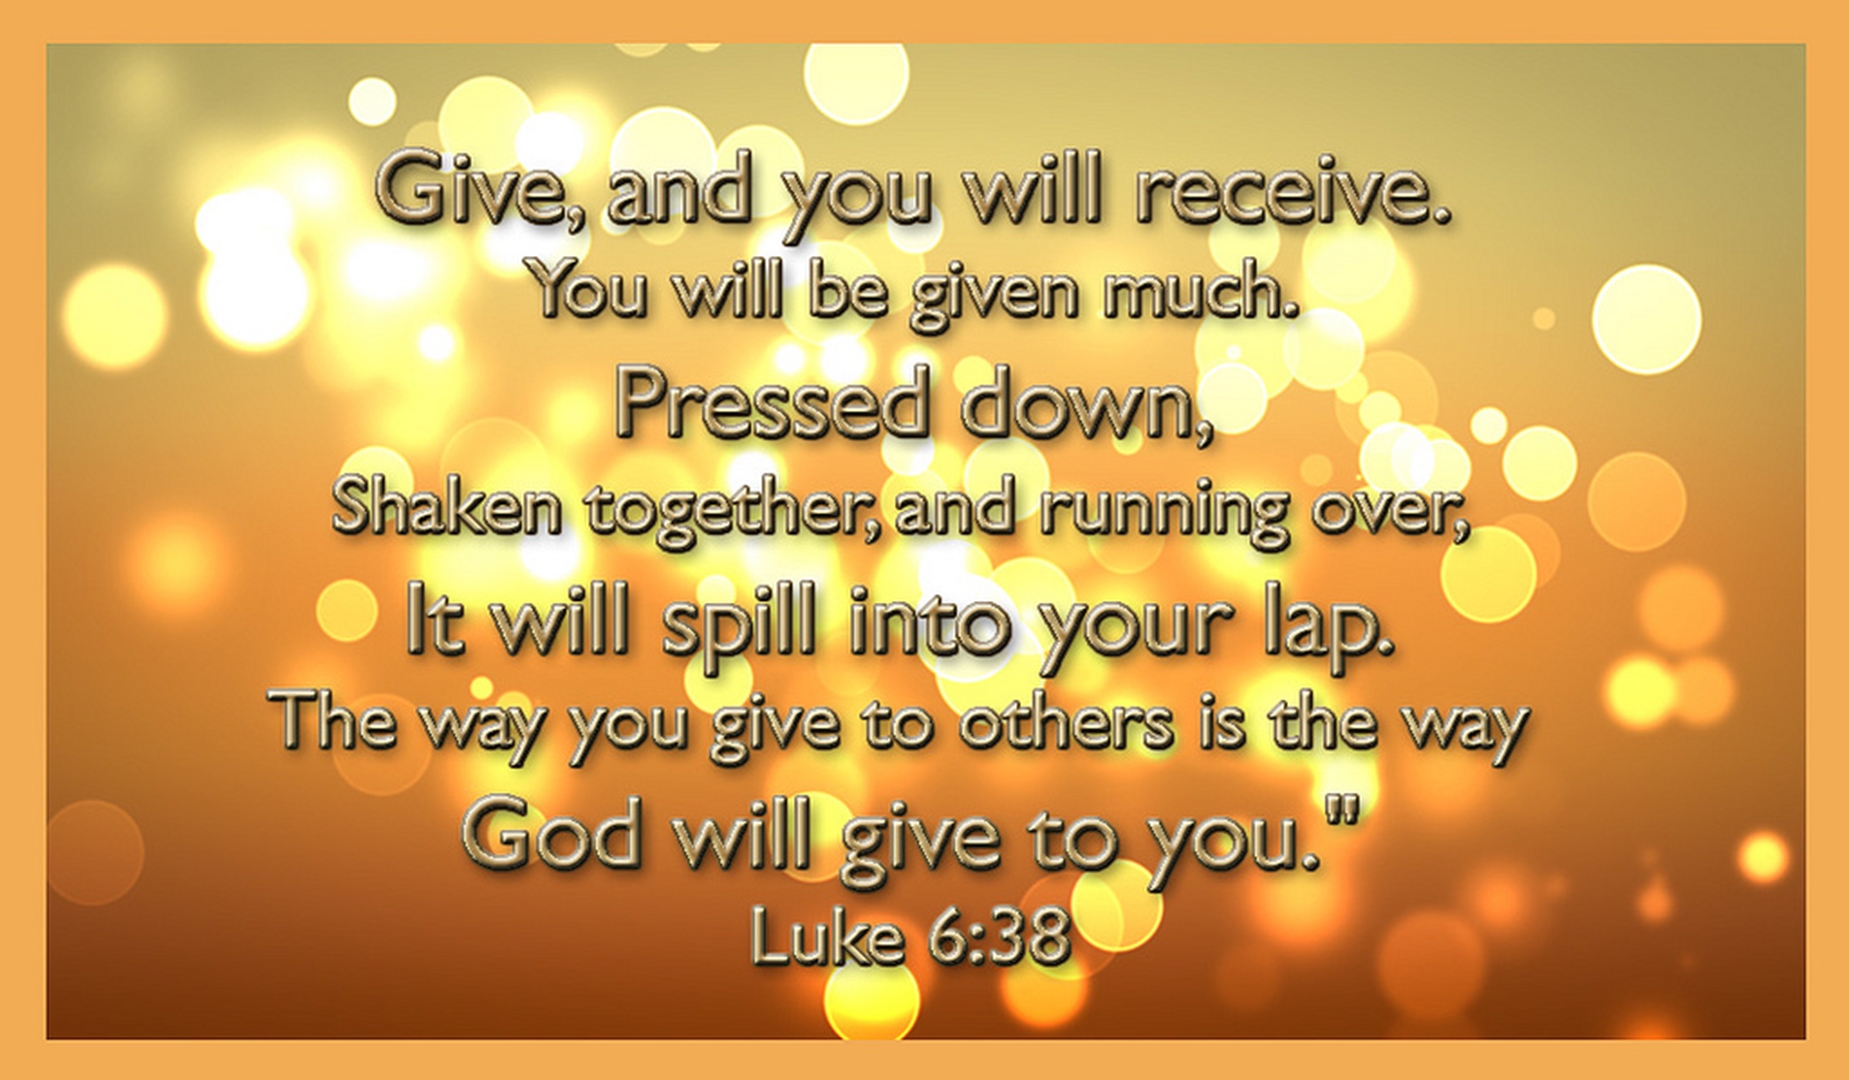 Give, and you will receive.
You will be given much.
Pressed down,
Shaken together, and running over,
It will spill into your lap.
The way you give to others is the way
God will give to you."
Luke 6:38